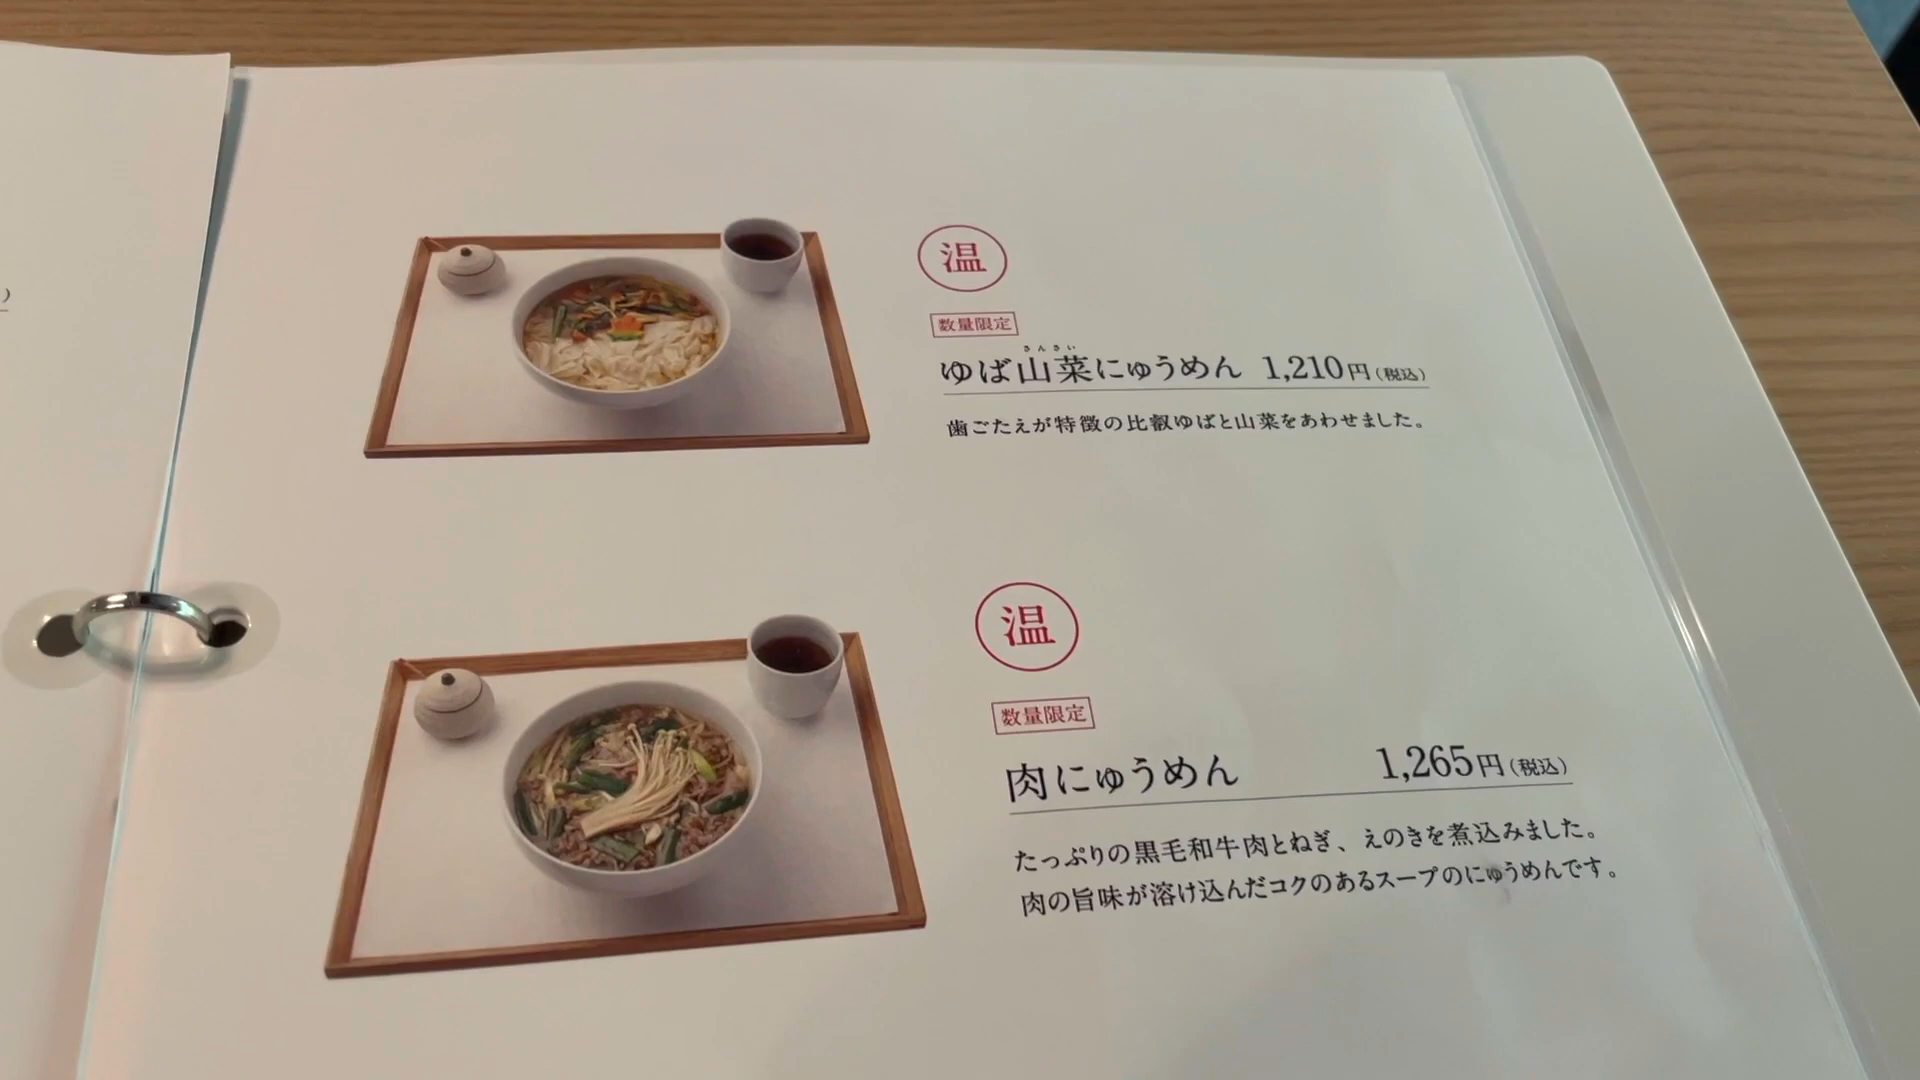 温
数量限定
さんさい
ゆば山菜にゅうめん 1,210円(税込)
歯ごたえが特徴の比叡ゆばと山菜をあわせました。
温
数量限定
肉にゅうめん 1,265円(税込)
たっぷりの黒毛和牛肉とねぎ、えのきを煮込みました。
肉の旨味が溶け込んだコクのあるスープのにゅうめんです。
)